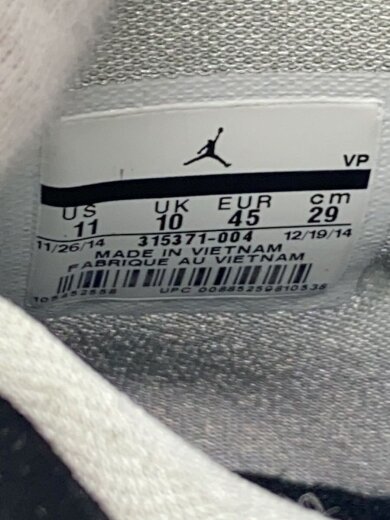 VP
US UK EUR cm
11 10 45 29
11/26/14 315371-004 12/19/14
MADE IN VIETNAM
FABRIQUE AU VIETNAM
UPC 00885259810538